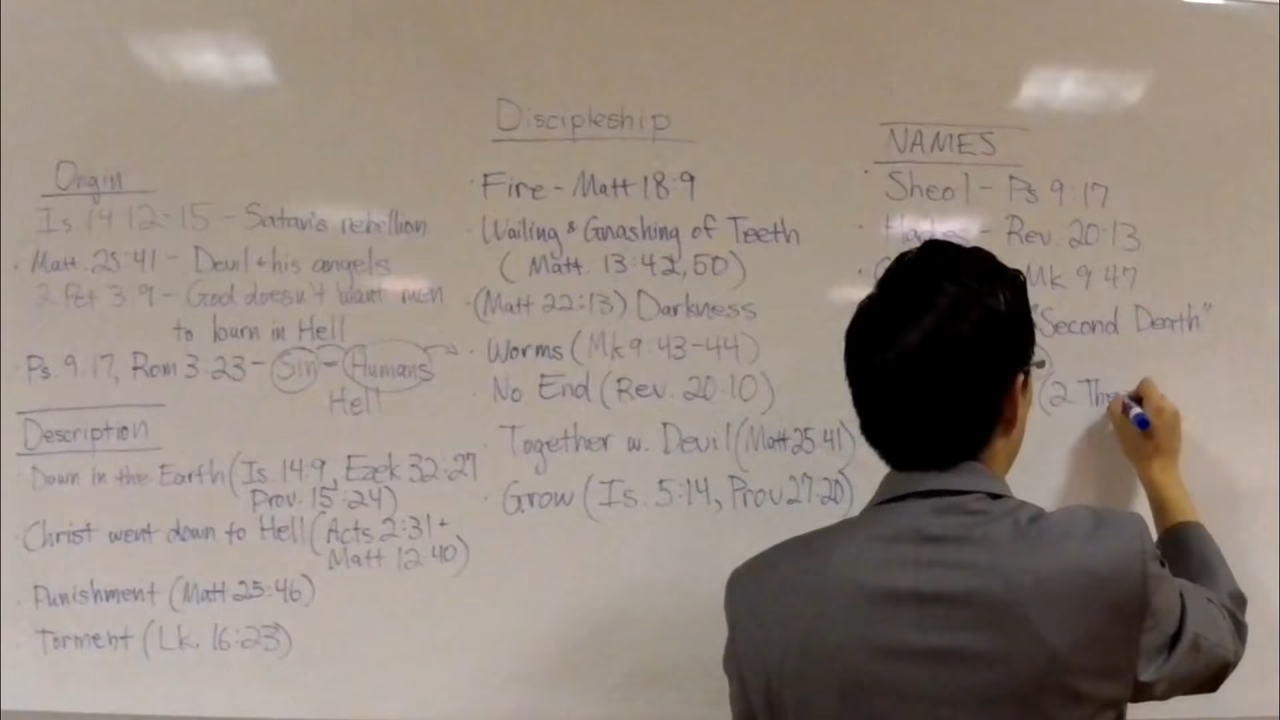 Discipleship
Origin
Is 14 12-15 - Satan's rebellion
· Matt. 25:41 - Devil + his angels
2 Pet 3:9 - God doesn't want men
to burn in Hell
Ps. 9:17, Rom 3:23 - Sin - Humans
Hell
Description
· Down in the Earth (Is. 14:9, Ezek 32:27
Prov. 15:24)
· Christ went down to Hell (Acts 2:31 +
Matt 12:40)
· Punishment (Matt 25:46)
· Torment (Lk. 16:23)
· Fire - Matt 18:9
· Wailing & Gnashing of Teeth
(Matt. 13:42,50)
· (Matt 22:13) Darkness
· Worms (Mk 9:43-44)
· No End (Rev. 20:10)
Together w. Devil (Matt 25:41)
· Grow (Is. 5:14, Prov 27:20)
NAMES
· Sheol - Ps 9:17
· Hades - Rev. 20:13
Mk 9:47
"Second Death"
(2 The